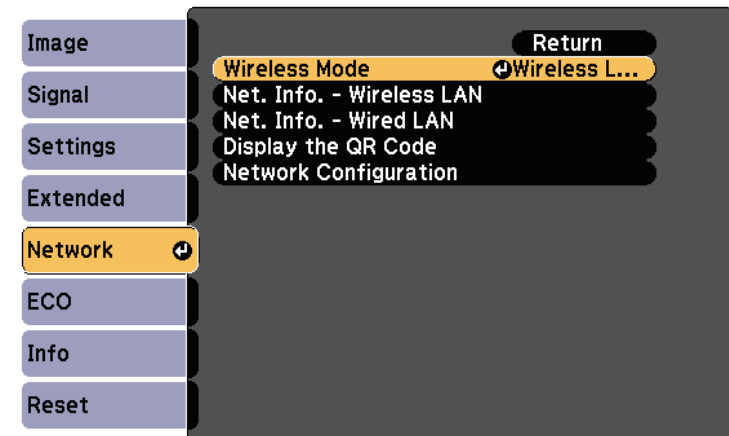 Image
Signal
Settings
Extended
Network
ECO
Info
Reset
Return
Wireless Mode Wireless L...
Net. Info. - Wireless LAN
Net. Info. - Wired LAN
Display the QR Code
Network Configuration